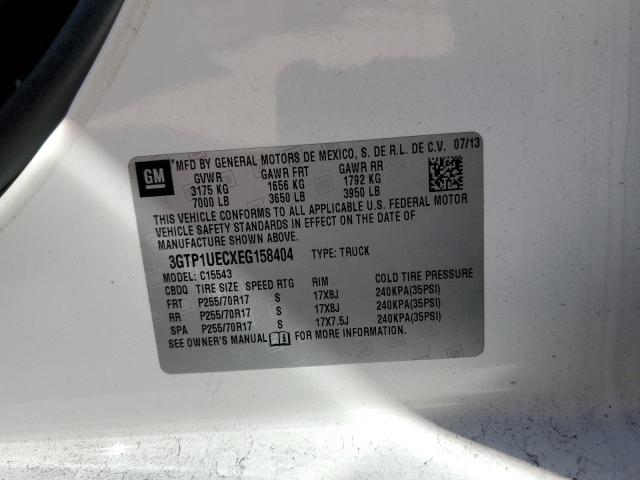 GM
MFD BY GENERAL MOTORS DE MEXICO, S. DE R.L. DE C.V. 07/13
GVWR GAWR FRT GAWR RR
3175 KG 1656 KG 1792 KG
7000 LB 3650 LB 3950 LB
THIS VEHICLE CONFORMS TO ALL APPLICABLE U.S. FEDERAL MOTOR
VEHICLE SAFETY STANDARDS IN EFFECT ON THE DATE OF
MANUFACTURE SHOWN ABOVE.
3GTP1UECXEG158404 TYPE: TRUCK
MODEL: C15543
CBDQ TIRE SIZE SPEED RTG RIM COLD TIRE PRESSURE
FRT P255/70R17 S 17X8J 240KPA(35PSI)
RR P255/70R17 S 17X8J 240KPA(35PSI)
SPA P255/70R17 S 17X7.5J 240KPA(35PSI)
SEE OWNER'S MANUAL FOR MORE INFORMATION.